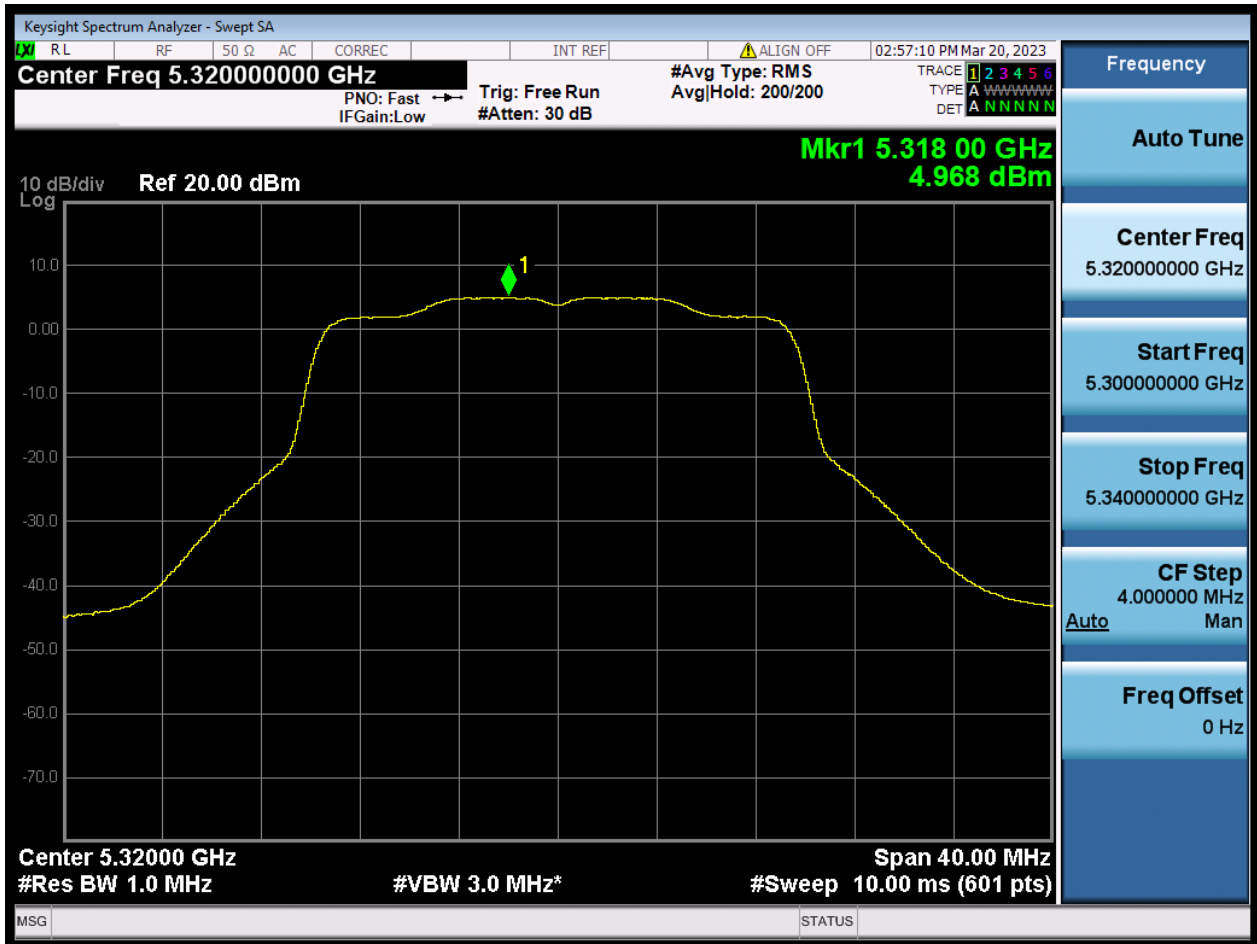 Keysight Spectrum Analyzer - Swept SA
LXI RL RF 50 Ω AC CORREC INT REF ALIGN OFF 02:57:10 PM Mar 20, 2023
Center Freq 5.320000000 GHz
PNO: Fast
IFGain:Low
Trig: Free Run
#Atten: 30 dB
#Avg Type: RMS
Avg|Hold: 200/200
TRACE 1 2 3 4 5 6
TYPE A WWWWW
DET A N N N N N
Mkr1 5.318 00 GHz
4.968 dBm
10 dB/div Ref 20.00 dBm
Log
1
10.0
0.00
-10.0
-20.0
-30.0
-40.0
-50.0
-60.0
-70.0
Center 5.32000 GHz Span 40.00 MHz
#Res BW 1.0 MHz #VBW 3.0 MHz* #Sweep 10.00 ms (601 pts)
MSG STATUS
Frequency
Auto Tune
Center Freq
5.320000000 GHz
Start Freq
5.300000000 GHz
Stop Freq
5.340000000 GHz
CF Step
4.000000 MHz
Auto Man
Freq Offset
0 Hz